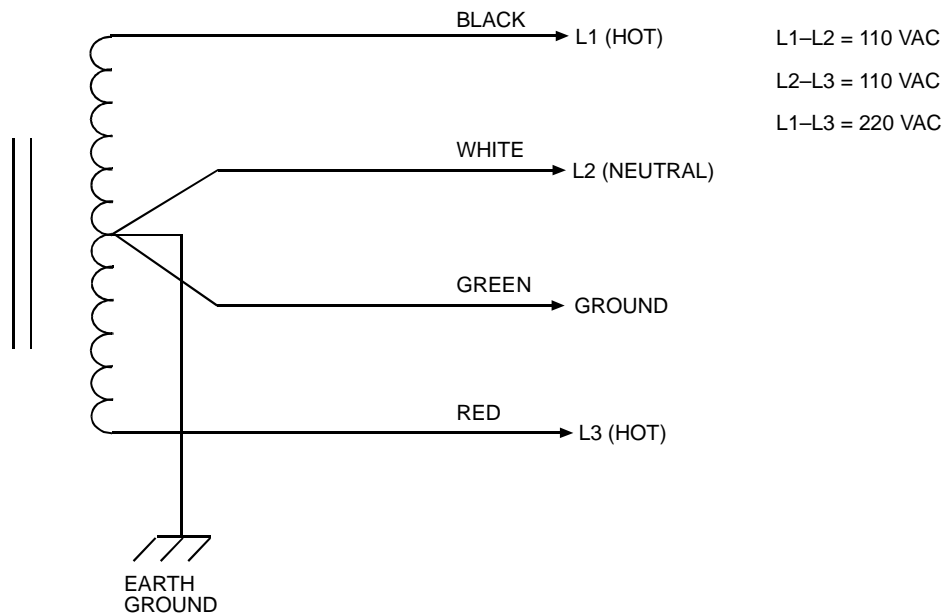 BLACK
L1 (HOT)
L1–L2 = 110 VAC
L2–L3 = 110 VAC
L1–L3 = 220 VAC
WHITE
L2 (NEUTRAL)
GREEN
GROUND
RED
L3 (HOT)
EARTH
GROUND